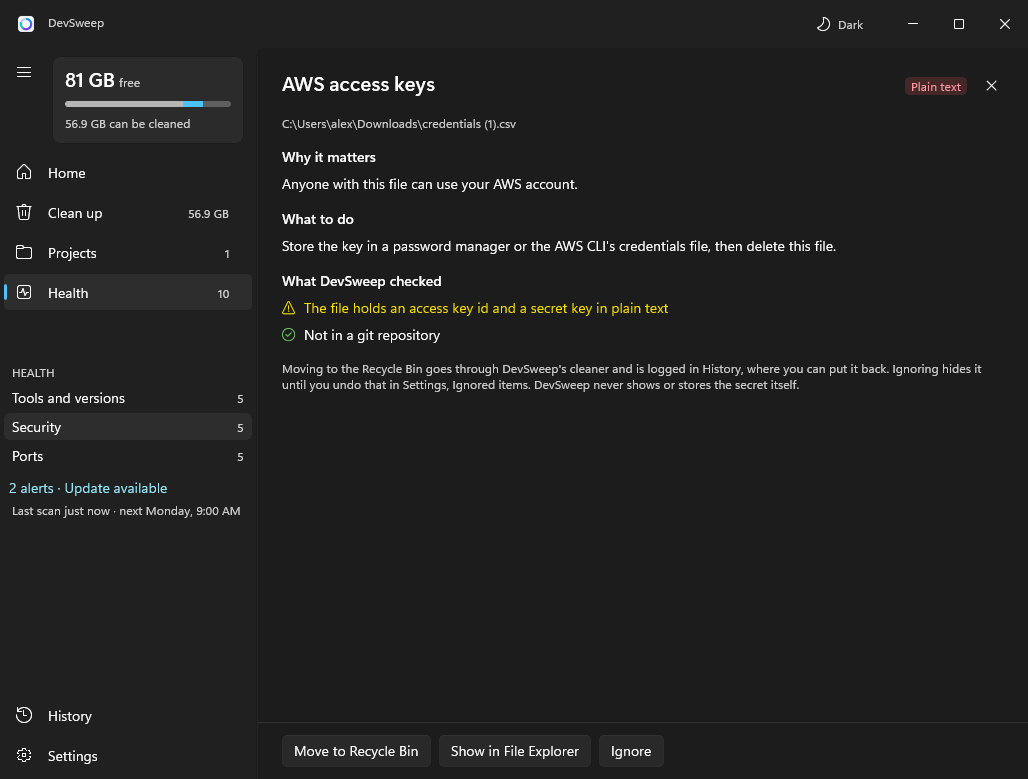 DevSweep
Dark
81 GB free
56.9 GB can be cleaned
Home
Clean up 56.9 GB
Projects 1
Health 10
HEALTH
Tools and versions 5
Security 5
Ports 5
2 alerts · Update available
Last scan just now · next Monday, 9:00 AM
History
Settings
AWS access keys
Plain text
C:\Users\alex\Downloads\credentials (1).csv
Why it matters
Anyone with this file can use your AWS account.
What to do
Store the key in a password manager or the AWS CLI's credentials file, then delete this file.
What DevSweep checked
The file holds an access key id and a secret key in plain text
Not in a git repository
Moving to the Recycle Bin goes through DevSweep's cleaner and is logged in History, where you can put it back. Ignoring hides it
until you undo that in Settings, Ignored items. DevSweep never shows or stores the secret itself.
Move to Recycle Bin
Show in File Explorer
Ignore